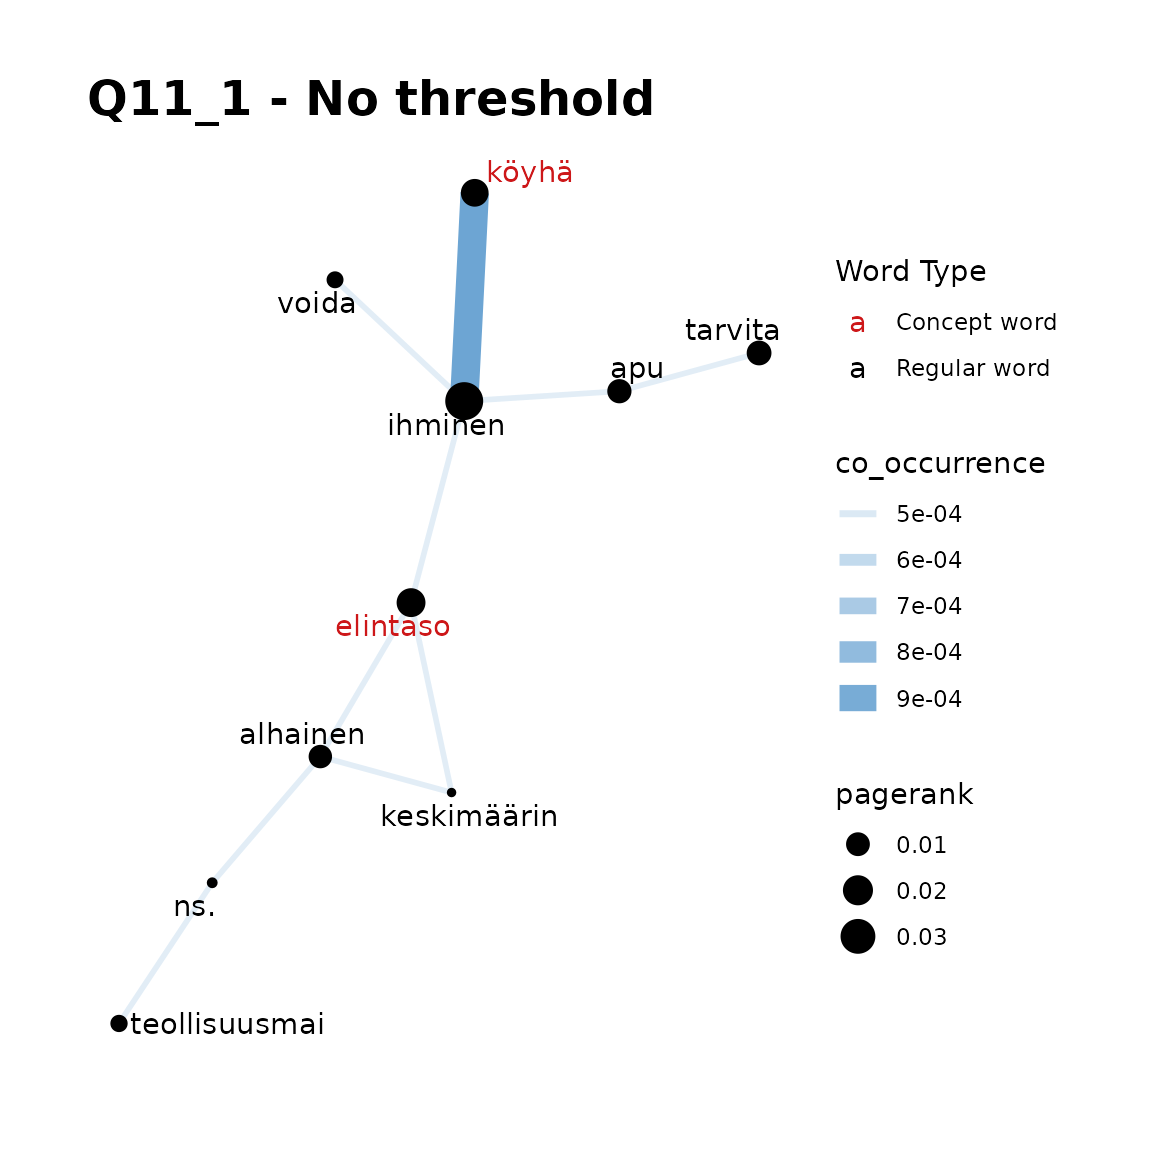 Q11_1 - No threshold
köyhä
voida
tarvita
apu
ihminen
elintaso
alhainen
keskimäärin
ns.
teollisuusmai
Word Type
a Concept word
a Regular word
co_occurrence
5e-04
6e-04
7e-04
8e-04
9e-04
pagerank
0.01
0.02
0.03